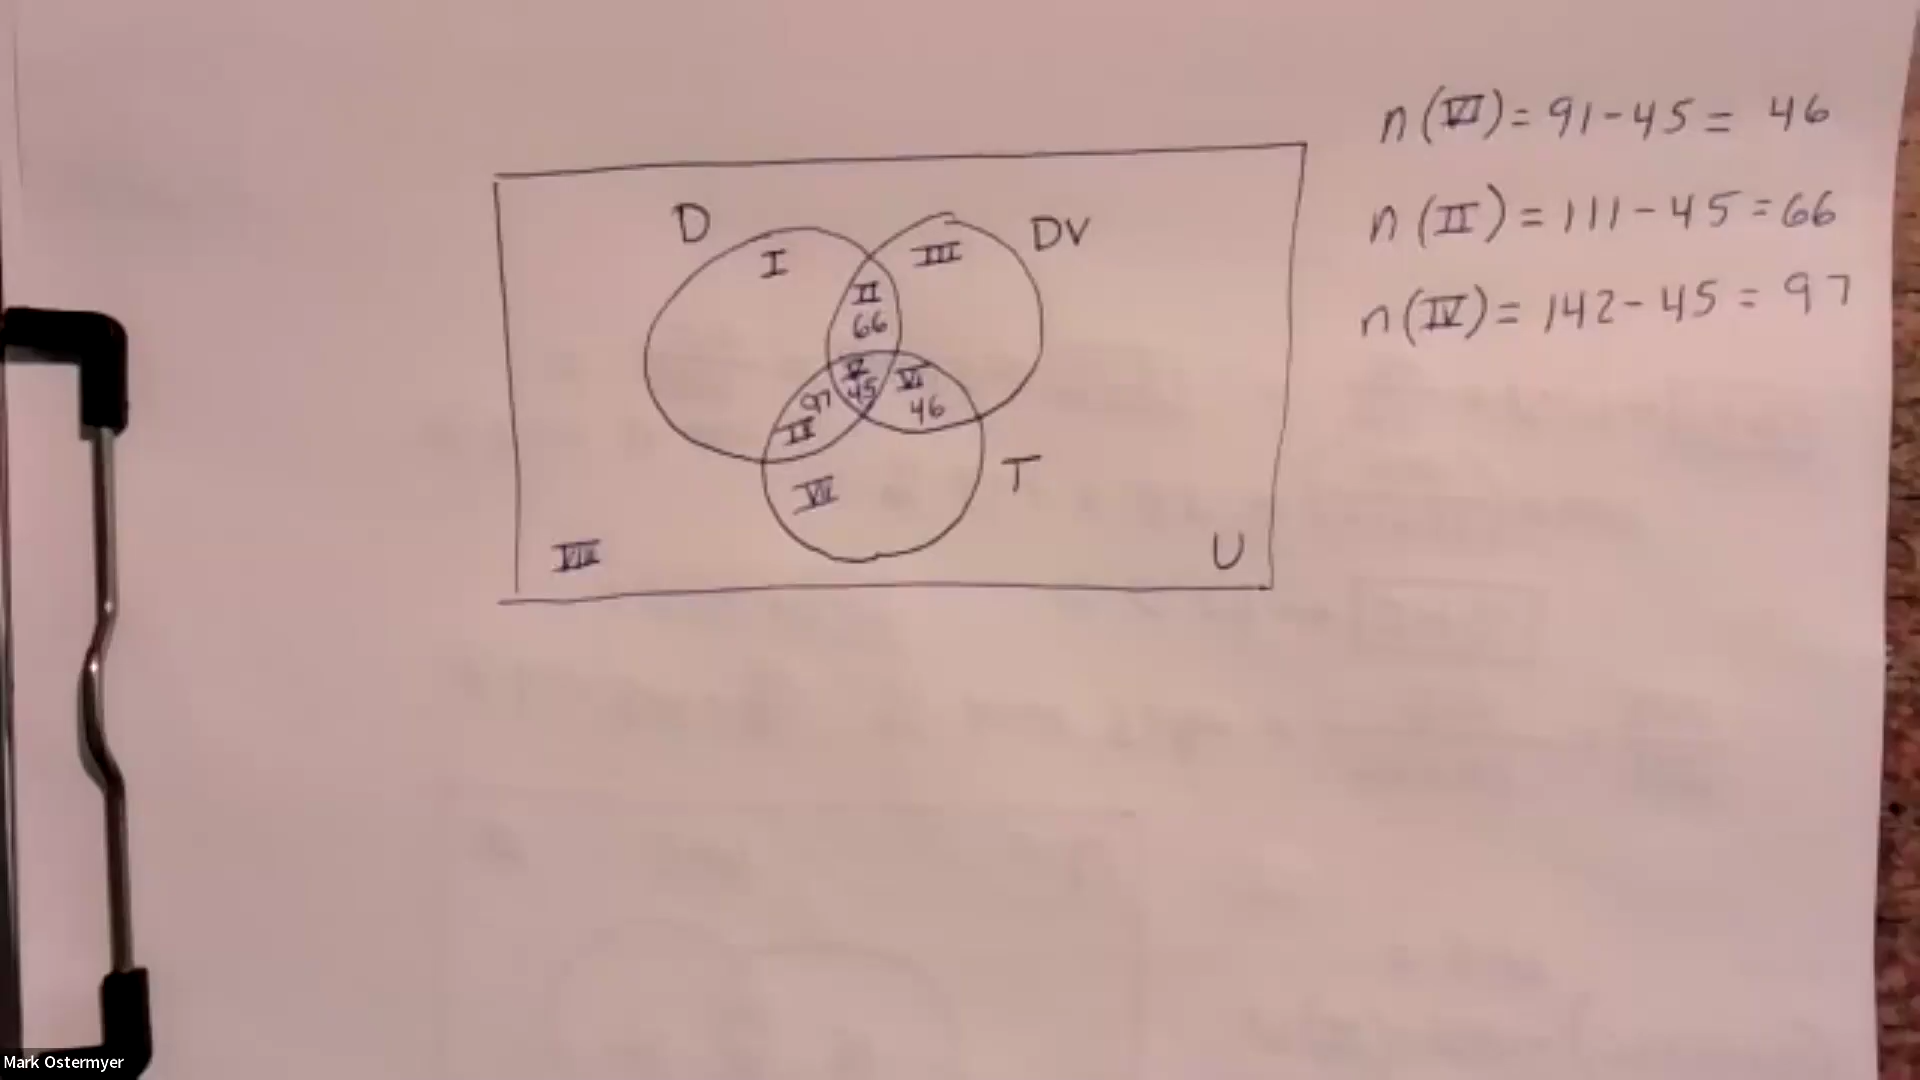 n (VI) = 91 - 45 = 46
n (II) = 111 - 45 = 66
n (IV) = 142 - 45 = 97
D
DV
I
III
II
66
V
45
VI
46
97
IV
T
VII
VIII
U
Mark Ostermyer